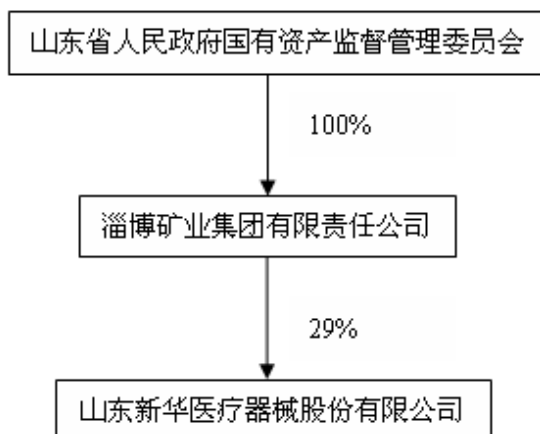 山东省人民政府国有资产监督管理委员会
100%
淄博矿业集团有限责任公司
29%
山东新华医疗器械股份有限公司